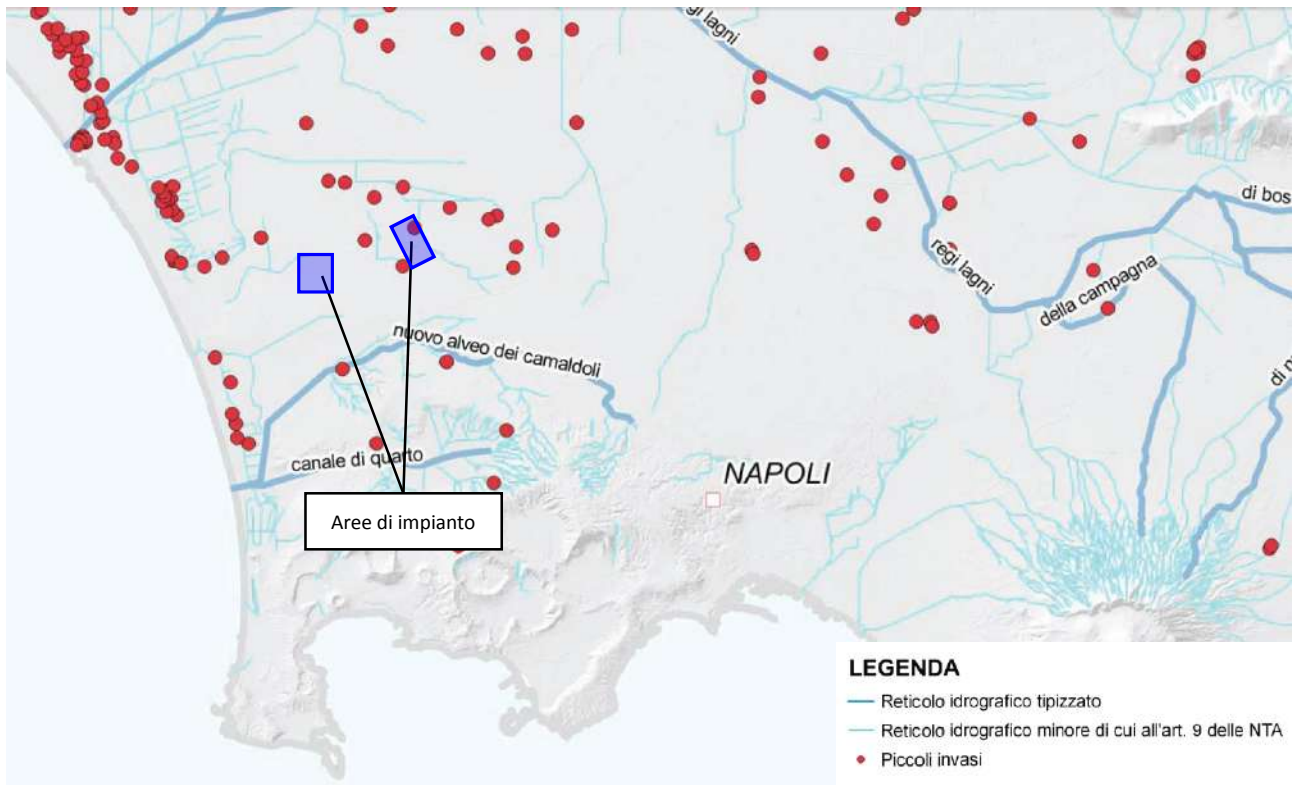 gi lagni
di bos
regi lagni
della campagna
nuovo alveo dei camaldoli
di m
canale di quarto
NAPOLI
Aree di impianto
LEGENDA
Reticolo idrografico tipizzato
Reticolo idrografico minore di cui all'art. 9 delle NTA
Piccoli invasi